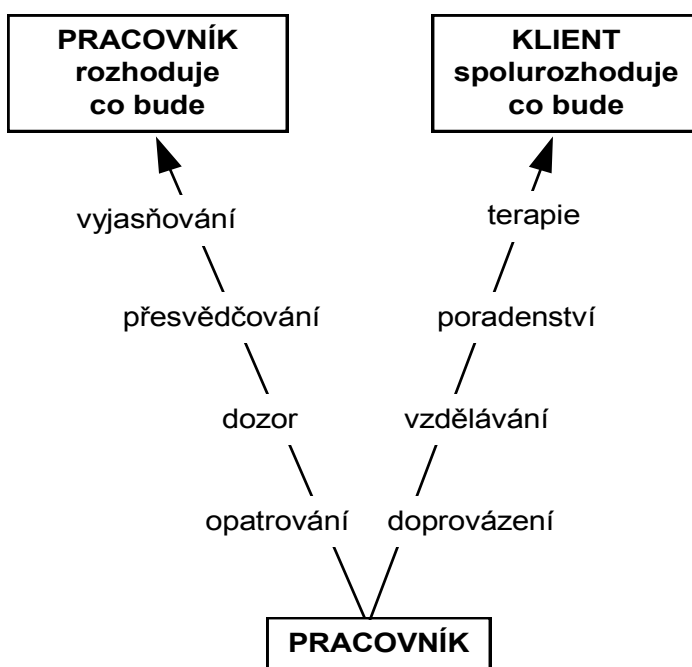 PRACOVNÍK
rozhoduje
co bude
KLIENT
spolurozhoduje
co bude
vyjasňování
terapie
přesvědčování
poradenství
dozor
vzdělávání
opatrování
doprovázení
PRACOVNÍK